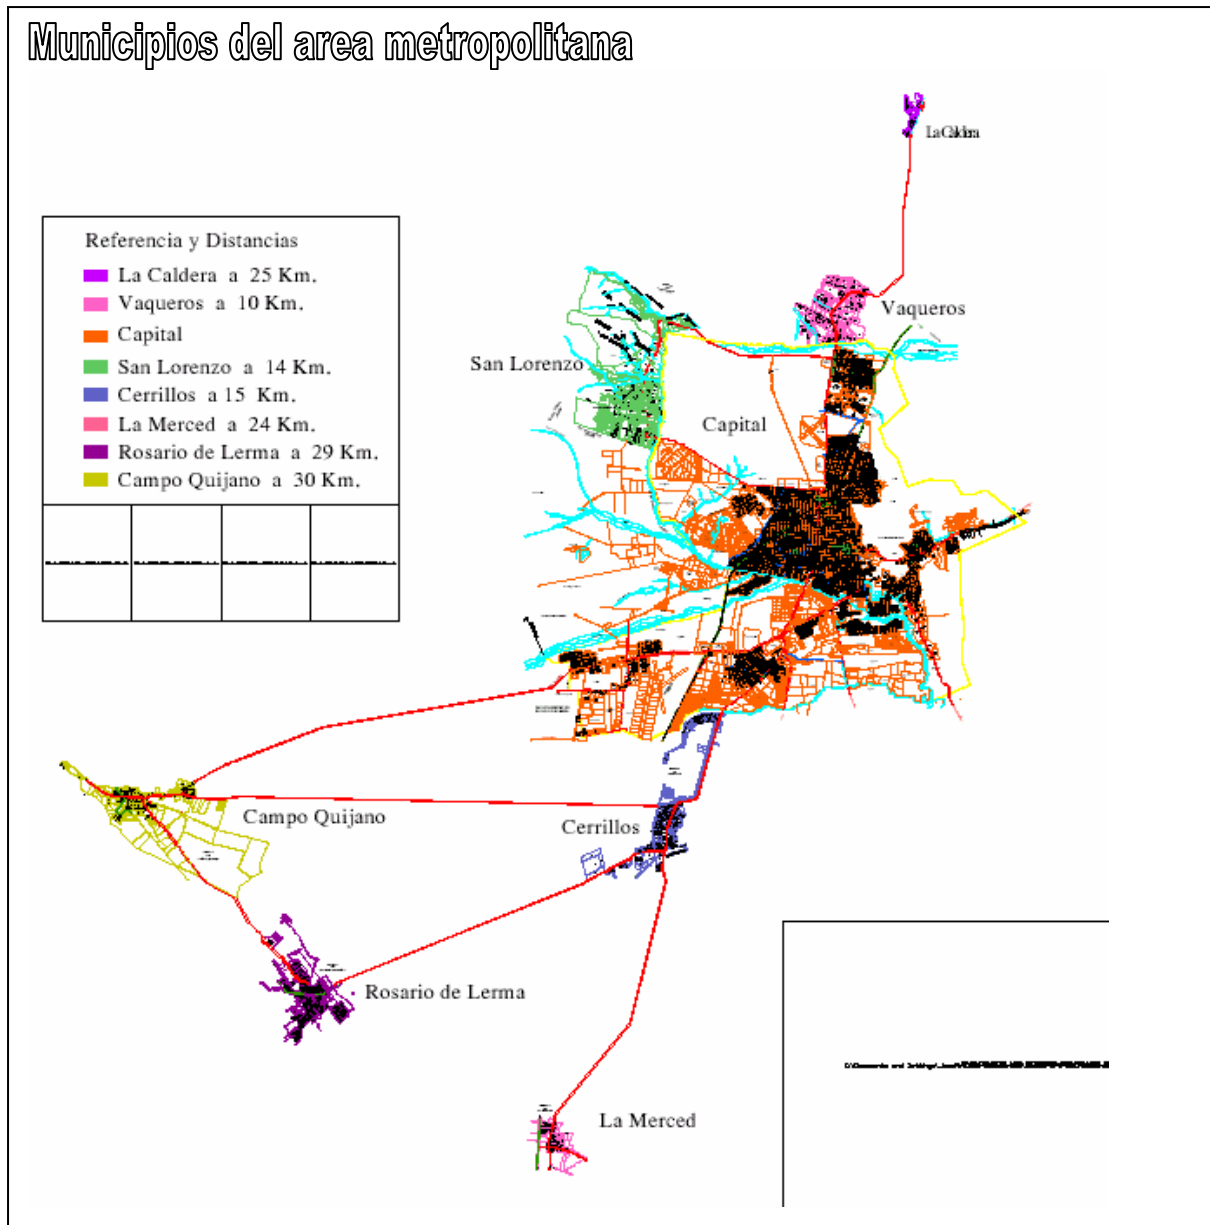 Municipios del area metropolitana
La Caldera
Referencia y Distancias
La Caldera a 25 Km.
Vaqueros a 10 Km.
Capital
San Lorenzo a 14 Km.
Cerrillos a 15 Km.
La Merced a 24 Km.
Rosario de Lerma a 29 Km.
Campo Quijano a 30 Km.
Vaqueros
San Lorenzo
Capital
Campo Quijano
Cerrillos
Rosario de Lerma
La Merced